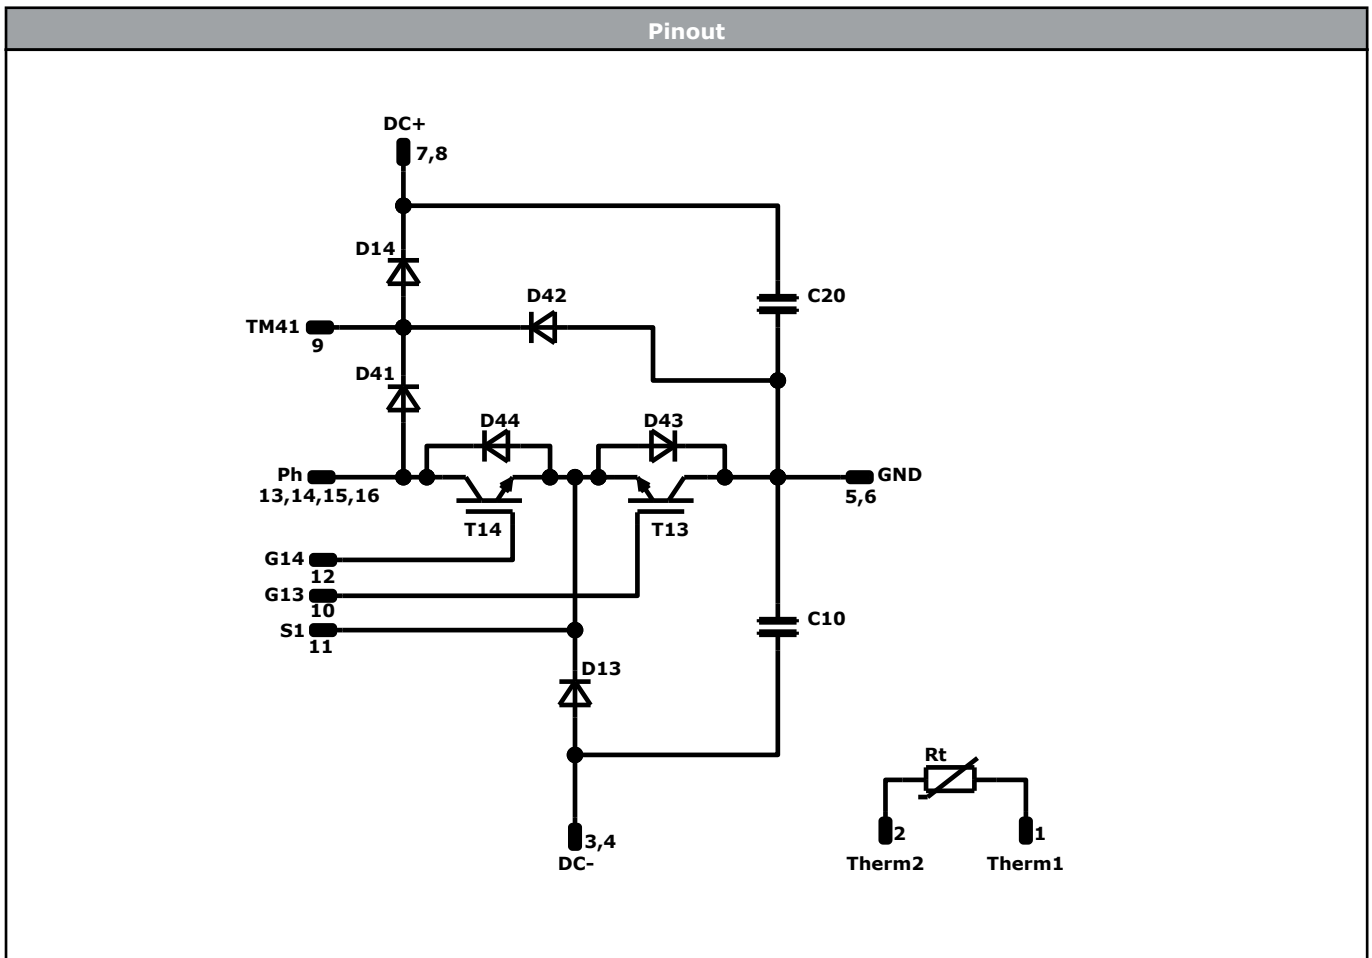 Pinout
DC+
7,8
D14
D42
C20
TM41
9
D41
D44
D43
Ph
13,14,15,16
GND
5,6
T14
T13
G14
12
G13
10
S1
11
C10
D13
Rt
3,4
DC-
2
1
Therm2
Therm1